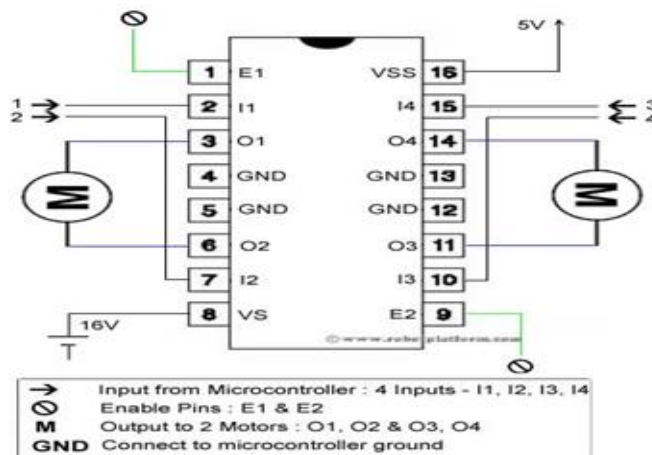 5V
1 E1 VSS 16
1 2 I1 I4 15 3
2 4
3 O1 O4 14
M M
4 GND GND 13
5 GND GND 12
6 O2 O3 11
7 I2 I3 10
16V 8 VS E2 9
© www.robotplatform.com
→ Input from Microcontroller : 4 Inputs - I1, I2, I3, I4
Enable Pins : E1 & E2
M Output to 2 Motors : O1, O2 & O3, O4
GND Connect to microcontroller ground